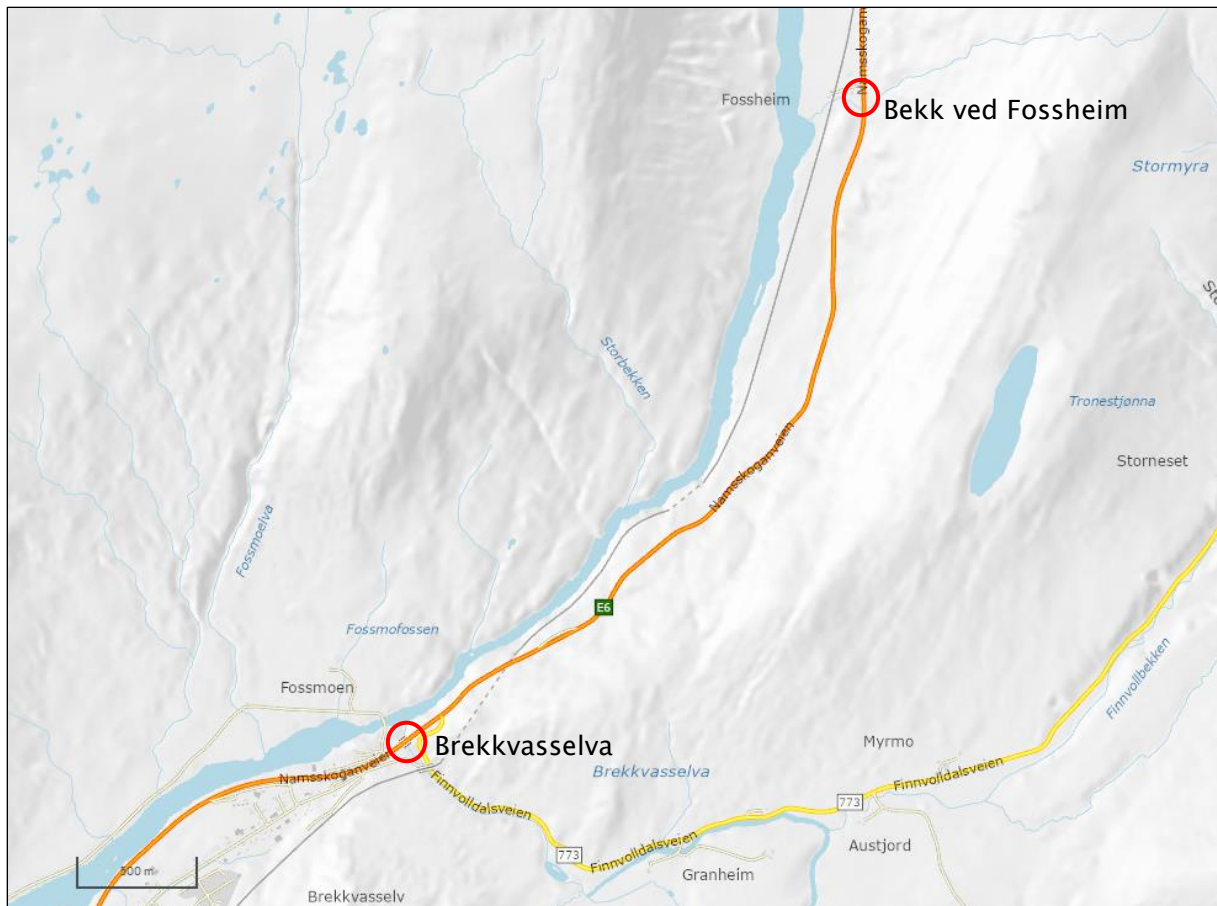 Namsskogan
Fossheim
Bekk ved Fossheim
Stormyra
Storbekken
Tronestjønna
Namsskoganveien
Storneset
Fossmoelva
E6
Fossmofossen
Finnvollbekken
Fossmoen
Myrmo
Brekkvasselva
Brekkvasselva
Namsskoganveien
Finnvolldalsveien
Finnvolldalsveien
773
Austjord
Finnvolldalsveien
773
500 m
Granheim
Brekkvasselv